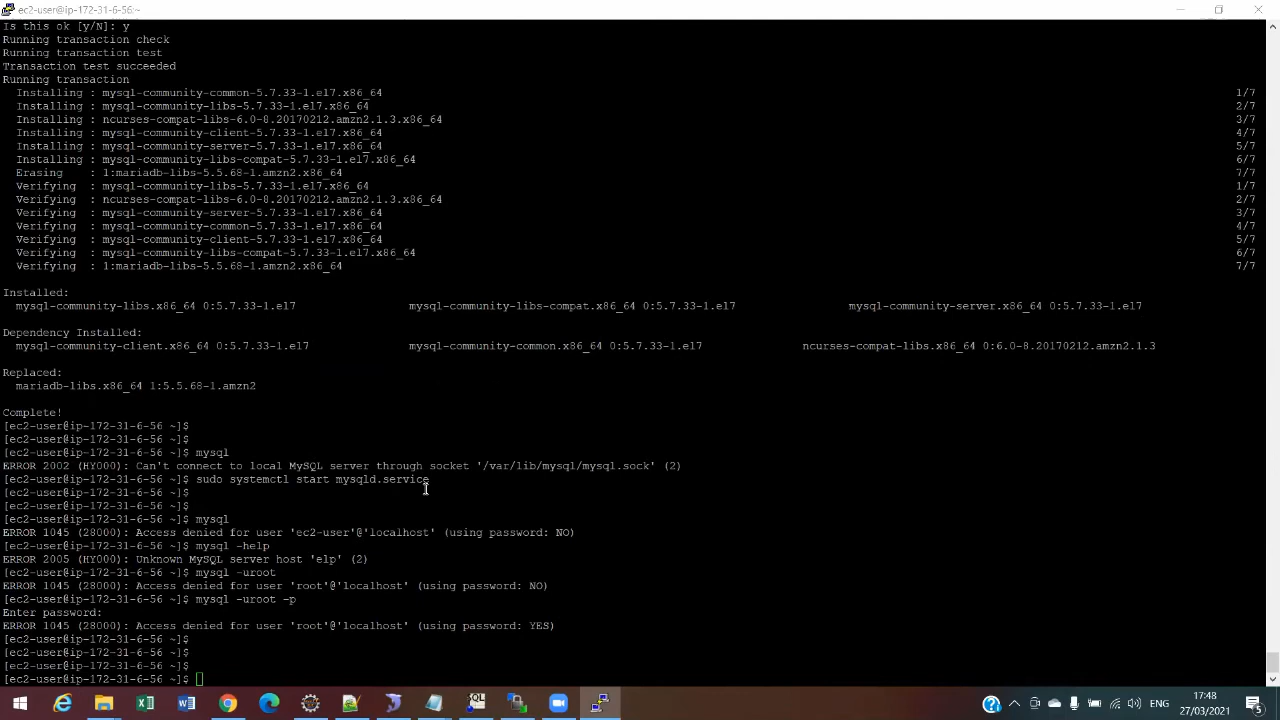 ec2-user@ip-172-31-6-56:~
Is this ok [y/N]: y
Running transaction check
Running transaction test
Transaction test succeeded
Running transaction
Installing : mysql-community-common-5.7.33-1.el7.x86_64 1/7
Installing : mysql-community-libs-5.7.33-1.el7.x86_64 2/7
Installing : ncurses-compat-libs-6.0-8.20170212.amzn2.1.3.x86_64 3/7
Installing : mysql-community-client-5.7.33-1.el7.x86_64 4/7
Installing : mysql-community-server-5.7.33-1.el7.x86_64 5/7
Installing : mysql-community-libs-compat-5.7.33-1.el7.x86_64 6/7
Erasing : 1:mariadb-libs-5.5.68-1.amzn2.x86_64 7/7
Verifying : mysql-community-libs-5.7.33-1.el7.x86_64 1/7
Verifying : ncurses-compat-libs-6.0-8.20170212.amzn2.1.3.x86_64 2/7
Verifying : mysql-community-server-5.7.33-1.el7.x86_64 3/7
Verifying : mysql-community-common-5.7.33-1.el7.x86_64 4/7
Verifying : mysql-community-client-5.7.33-1.el7.x86_64 5/7
Verifying : mysql-community-libs-compat-5.7.33-1.el7.x86_64 6/7
Verifying : 1:mariadb-libs-5.5.68-1.amzn2.x86_64 7/7
Installed:
mysql-community-libs.x86_64 0:5.7.33-1.el7 mysql-community-libs-compat.x86_64 0:5.7.33-1.el7 mysql-community-server.x86_64 0:5.7.33-1.el7
Dependency Installed:
mysql-community-client.x86_64 0:5.7.33-1.el7 mysql-community-common.x86_64 0:5.7.33-1.el7 ncurses-compat-libs.x86_64 0:6.0-8.20170212.amzn2.1.3
Replaced:
mariadb-libs.x86_64 1:5.5.68-1.amzn2
Complete!
[ec2-user@ip-172-31-6-56 ~]$
[ec2-user@ip-172-31-6-56 ~]$
[ec2-user@ip-172-31-6-56 ~]$ mysql
ERROR 2002 (HY000): Can't connect to local MySQL server through socket '/var/lib/mysql/mysql.sock' (2)
[ec2-user@ip-172-31-6-56 ~]$ sudo systemctl start mysqld.service
[ec2-user@ip-172-31-6-56 ~]$
[ec2-user@ip-172-31-6-56 ~]$
[ec2-user@ip-172-31-6-56 ~]$ mysql
ERROR 1045 (28000): Access denied for user 'ec2-user'@'localhost' (using password: NO)
[ec2-user@ip-172-31-6-56 ~]$ mysql -help
ERROR 2005 (HY000): Unknown MySQL server host 'elp' (2)
[ec2-user@ip-172-31-6-56 ~]$ mysql -uroot
ERROR 1045 (28000): Access denied for user 'root'@'localhost' (using password: NO)
[ec2-user@ip-172-31-6-56 ~]$ mysql -uroot -p
Enter password:
ERROR 1045 (28000): Access denied for user 'root'@'localhost' (using password: YES)
[ec2-user@ip-172-31-6-56 ~]$
[ec2-user@ip-172-31-6-56 ~]$
[ec2-user@ip-172-31-6-56 ~]$
[ec2-user@ip-172-31-6-56 ~]$
ENG
17:48
27/03/2021